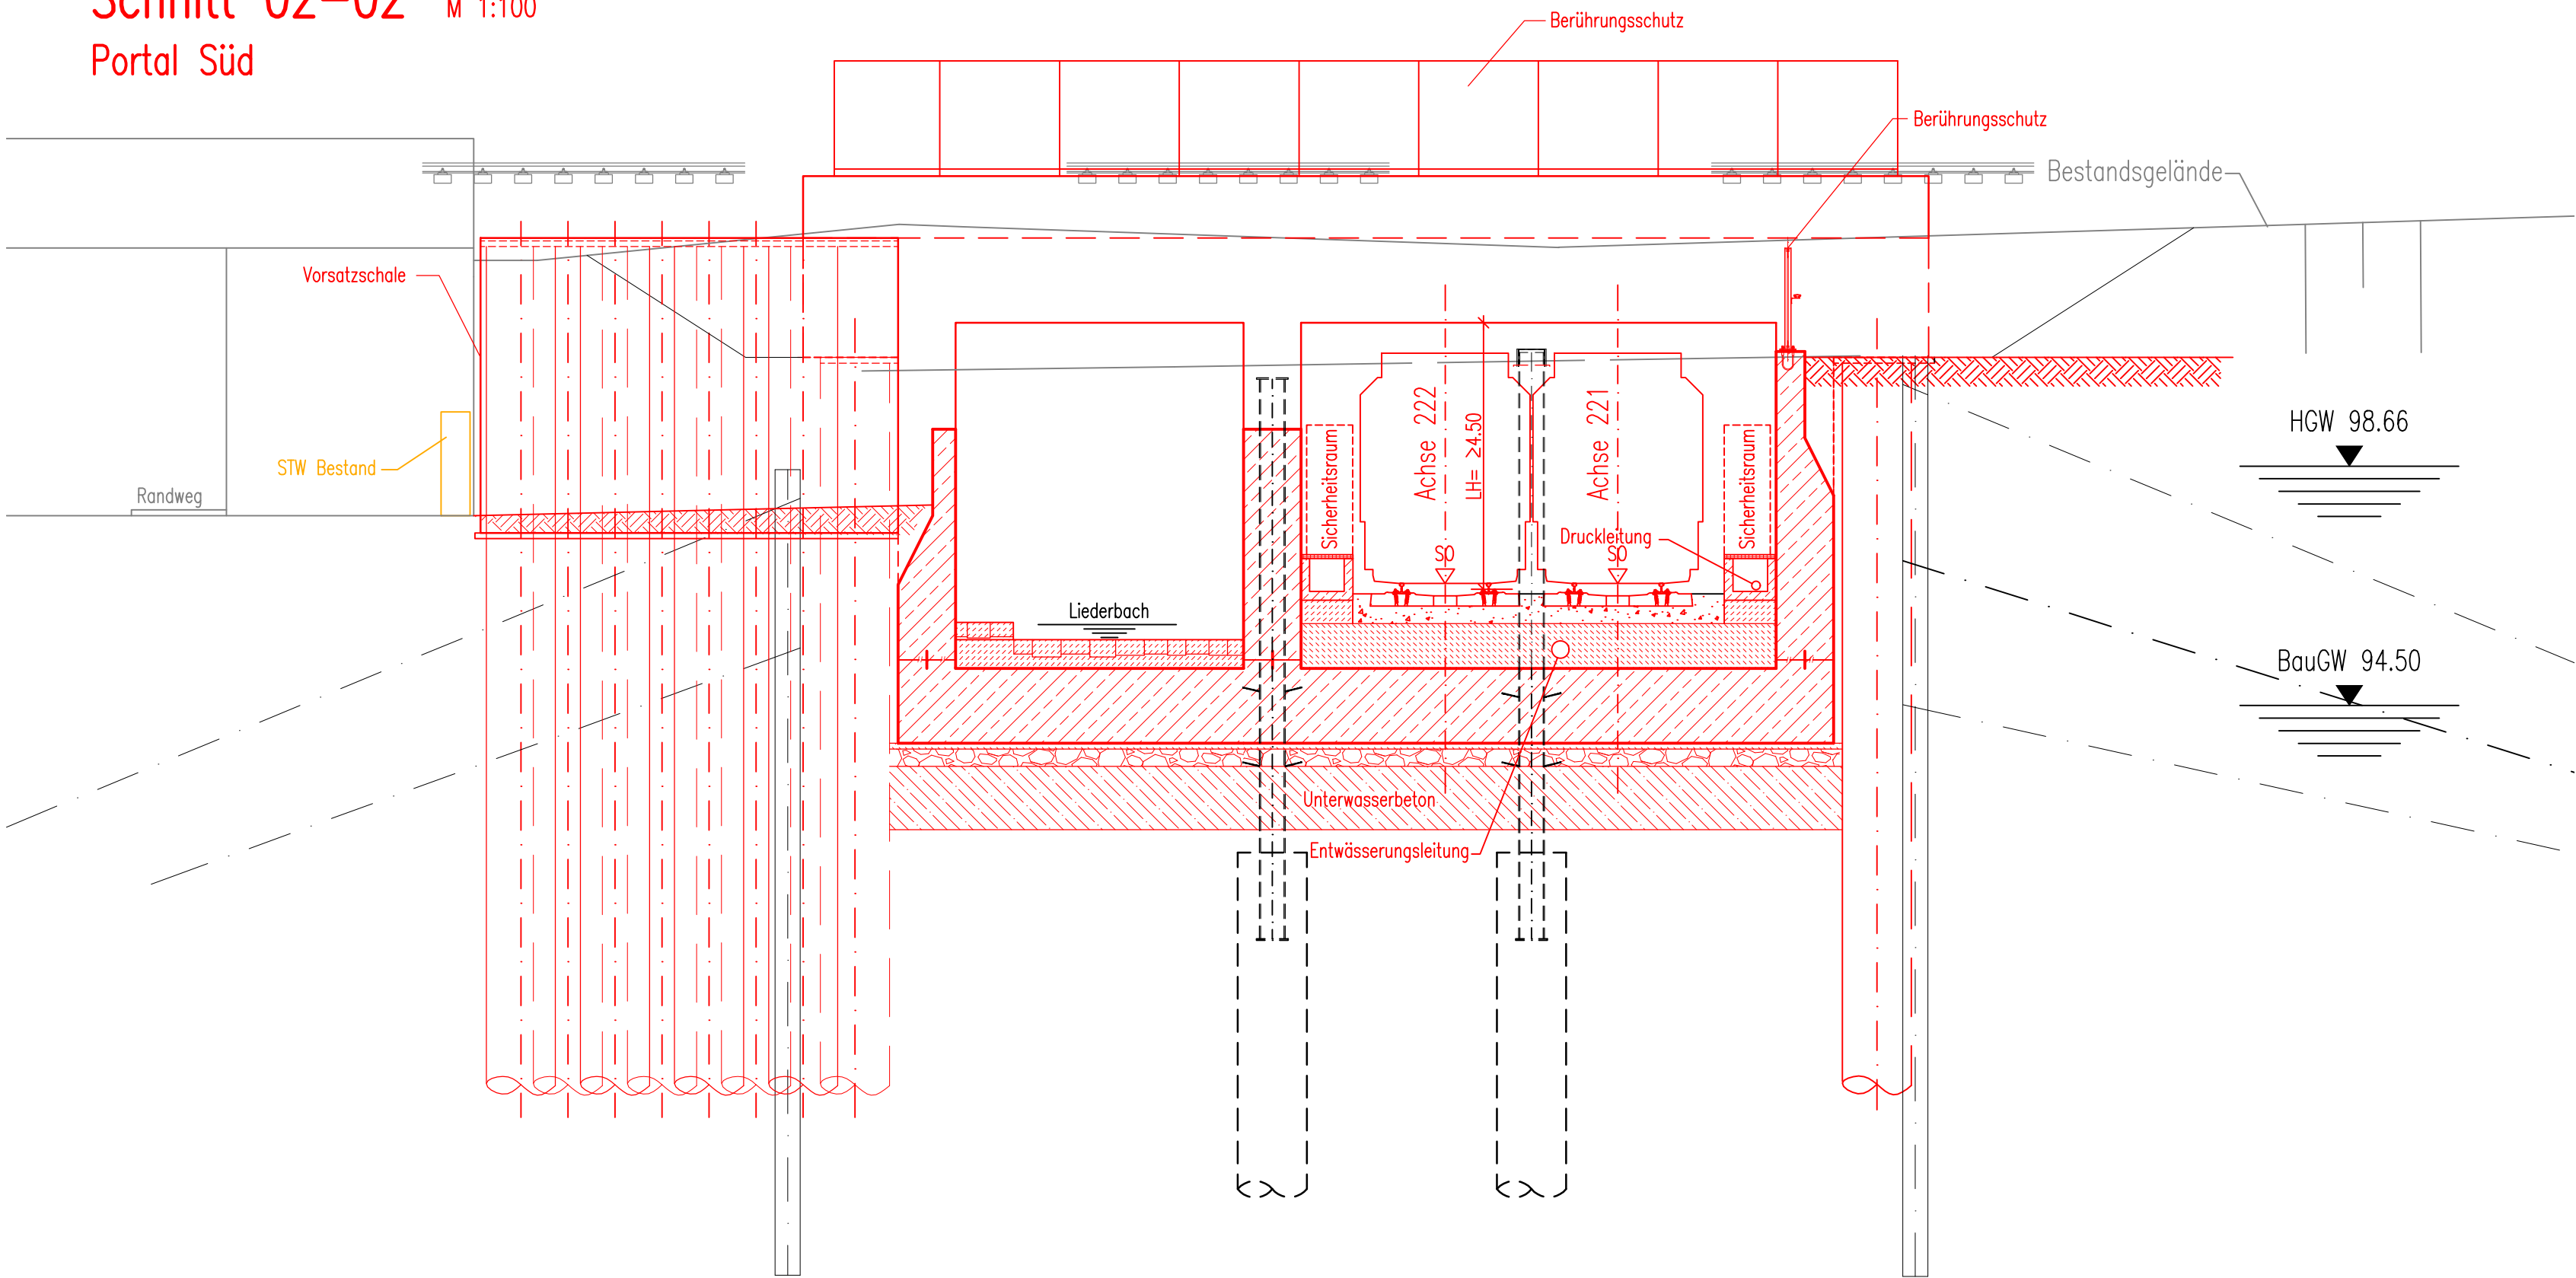 Schnitt 02-02 M 1:100
Portal Süd
Berührungsschutz
Berührungsschutz
Bestandsgelände
Vorsatzschale
HGW 98.66
STW Bestand
Randweg
Sicherheitsraum
Achse 222
LH= ≥4.50
Achse 221
Sicherheitsraum
Druckleitung
SO
SO
Liederbach
BauGW 94.50
Unterwasserbeton
Entwässerungsleitung